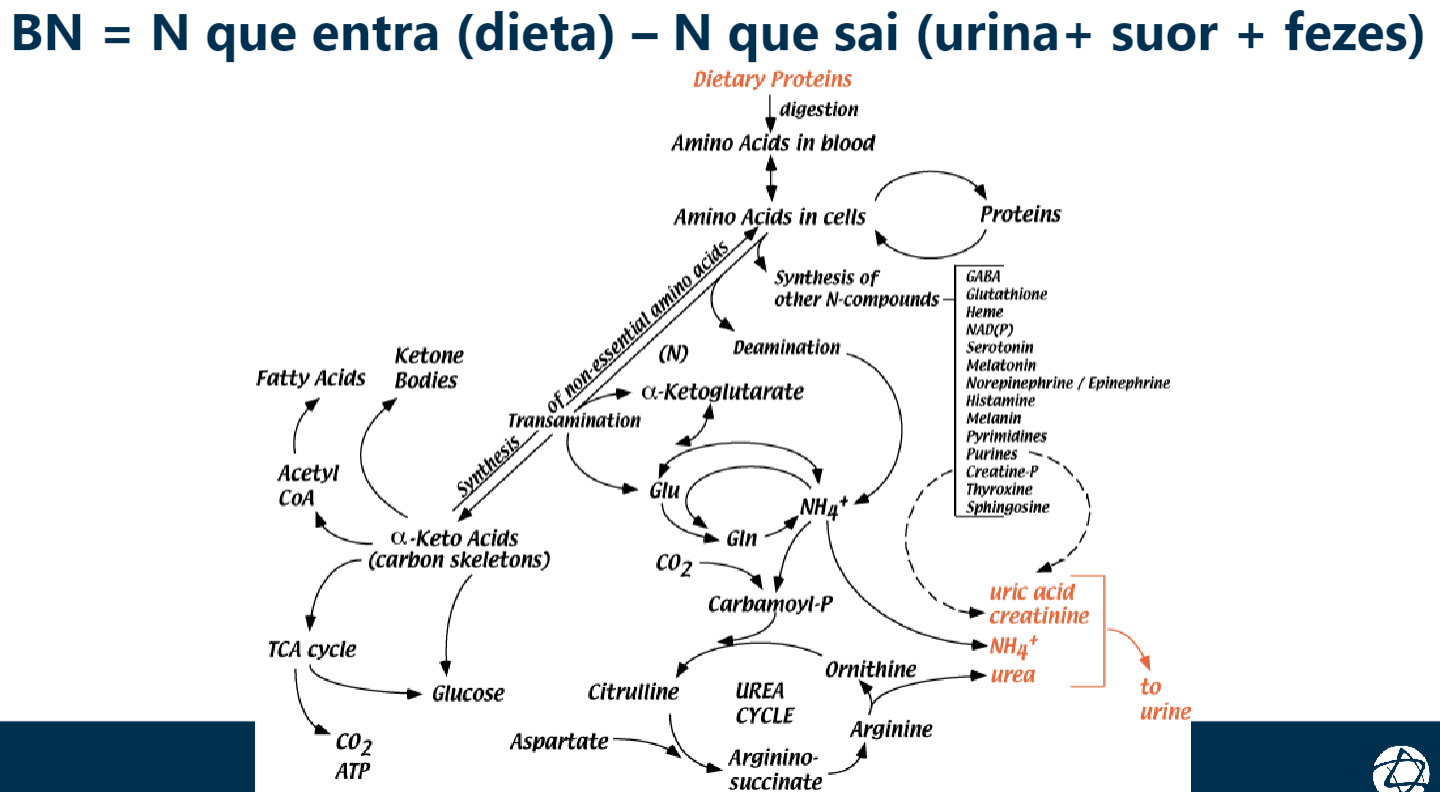 BN = N que entra (dieta) – N que sai (urina+ suor + fezes)
Dietary Proteins
digestion
Amino Acids in blood
Amino Acids in cells
Proteins
Synthesis of
other N-compounds
GABA
Glutathione
Heme
NAD(P)
Serotonin
Melatonin
Norepinephrine / Epinephrine
Histamine
Melanin
Pyrimidines
Purines
Creatine-P
Thyroxine
Sphingosine
Synthesis of non-essential amino acids
Deamination
(N)
Transamination
α-Ketoglutarate
Ketone
Bodies
Fatty Acids
Acetyl
CoA
α-Keto Acids
(carbon skeletons)
Glu
Gln
NH4+
CO2
Carbamoyl-P
TCA cycle
Glucose
CO2
ATP
Citrulline
UREA
CYCLE
Ornithine
Aspartate
Arginino-
succinate
Arginine
uric acid
creatinine
NH4+
urea
to
urine